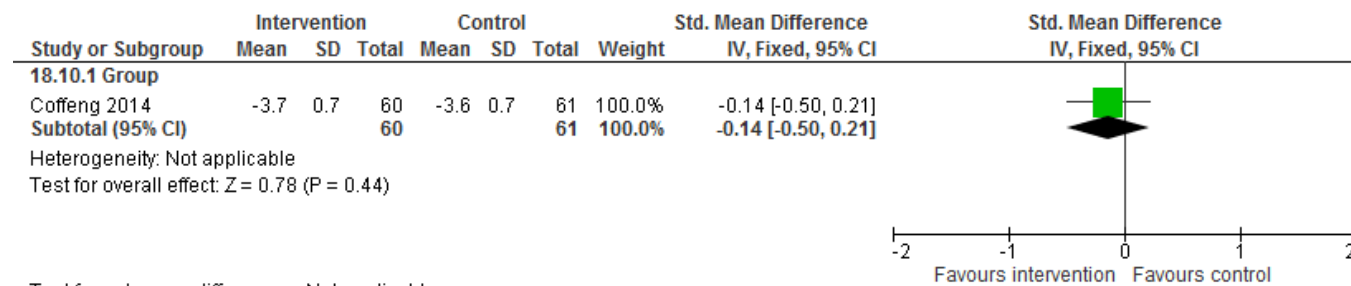 Intervention Control Std. Mean Difference Std. Mean Difference
Study or Subgroup Mean SD Total Mean SD Total Weight IV, Fixed, 95% CI IV, Fixed, 95% CI
18.10.1 Group
Coffeng 2014 -3.7 0.7 60 -3.6 0.7 61 100.0% -0.14 [-0.50, 0.21]
Subtotal (95% CI) 60 61 100.0% -0.14 [-0.50, 0.21]
Heterogeneity: Not applicable
Test for overall effect: Z = 0.78 (P = 0.44)
-2 -1 0 1 2
Favours intervention Favours control